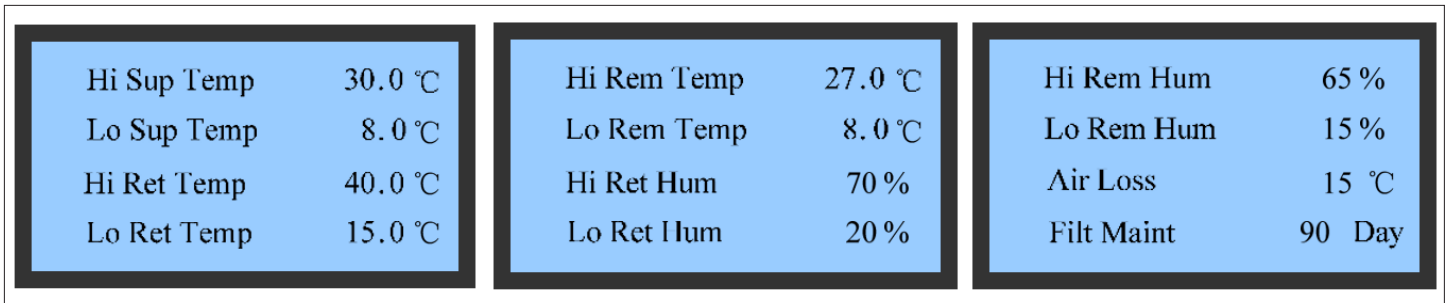 Hi Sup Temp 30.0 ℃
Lo Sup Temp 8.0 ℃
Hi Ret Temp 40.0 ℃
Lo Ret Temp 15.0 ℃
Hi Rem Temp 27.0 ℃
Lo Rem Temp 8.0 ℃
Hi Ret Hum 70 %
Lo Ret Hum 20 %
Hi Rem Hum 65 %
Lo Rem Hum 15 %
Air Loss 15 ℃
Filt Maint 90 Day